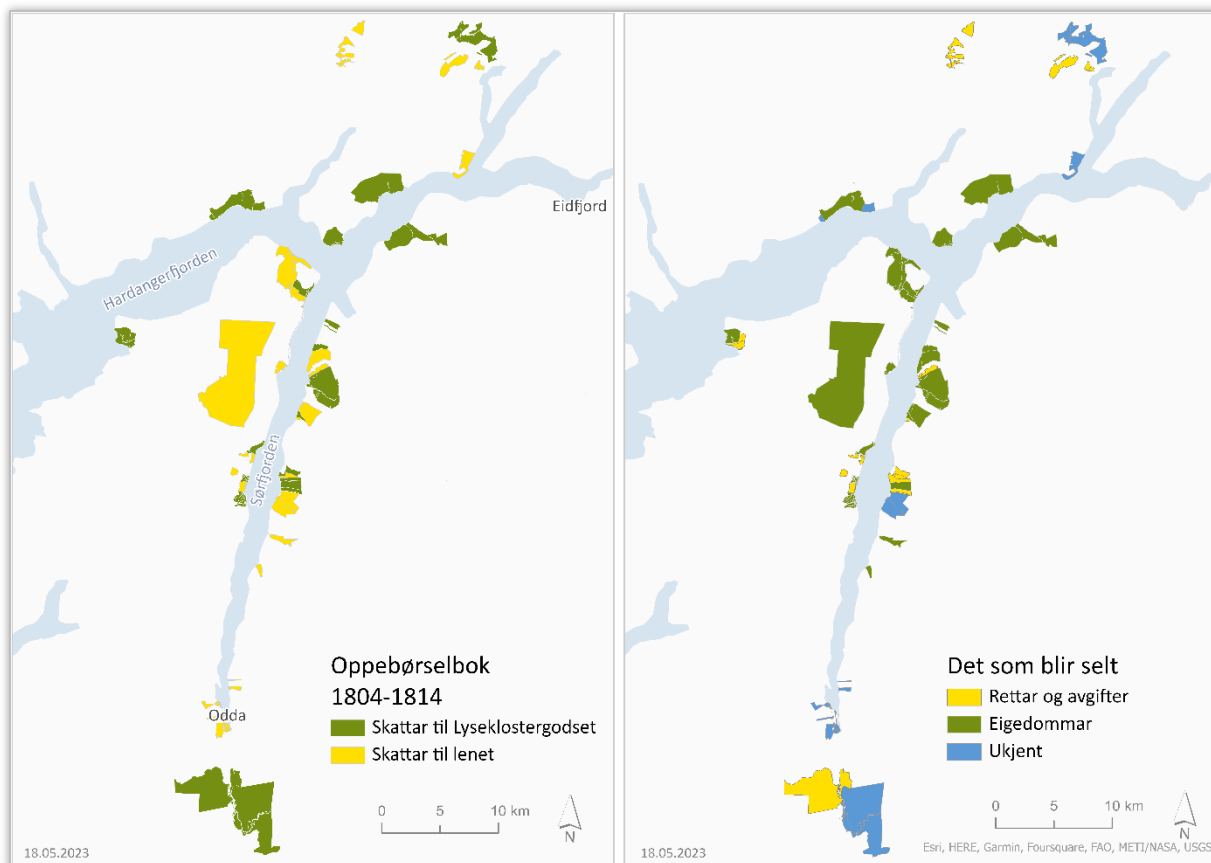 Eidfjord
Hardangerfjorden
Sørfjorden
Odda
Oppebørselbok
1804-1814
Skattar til Lyseklostergodset
Skattar til lenet
0 5 10 km
N
18.05.2023
Det som blir selt
Rettar og avgifter
Eigedommar
Ukjent
0 5 10 km
N
18.05.2023
Esri, HERE, Garmin, Foursquare, FAO, METI/NASA, USGS